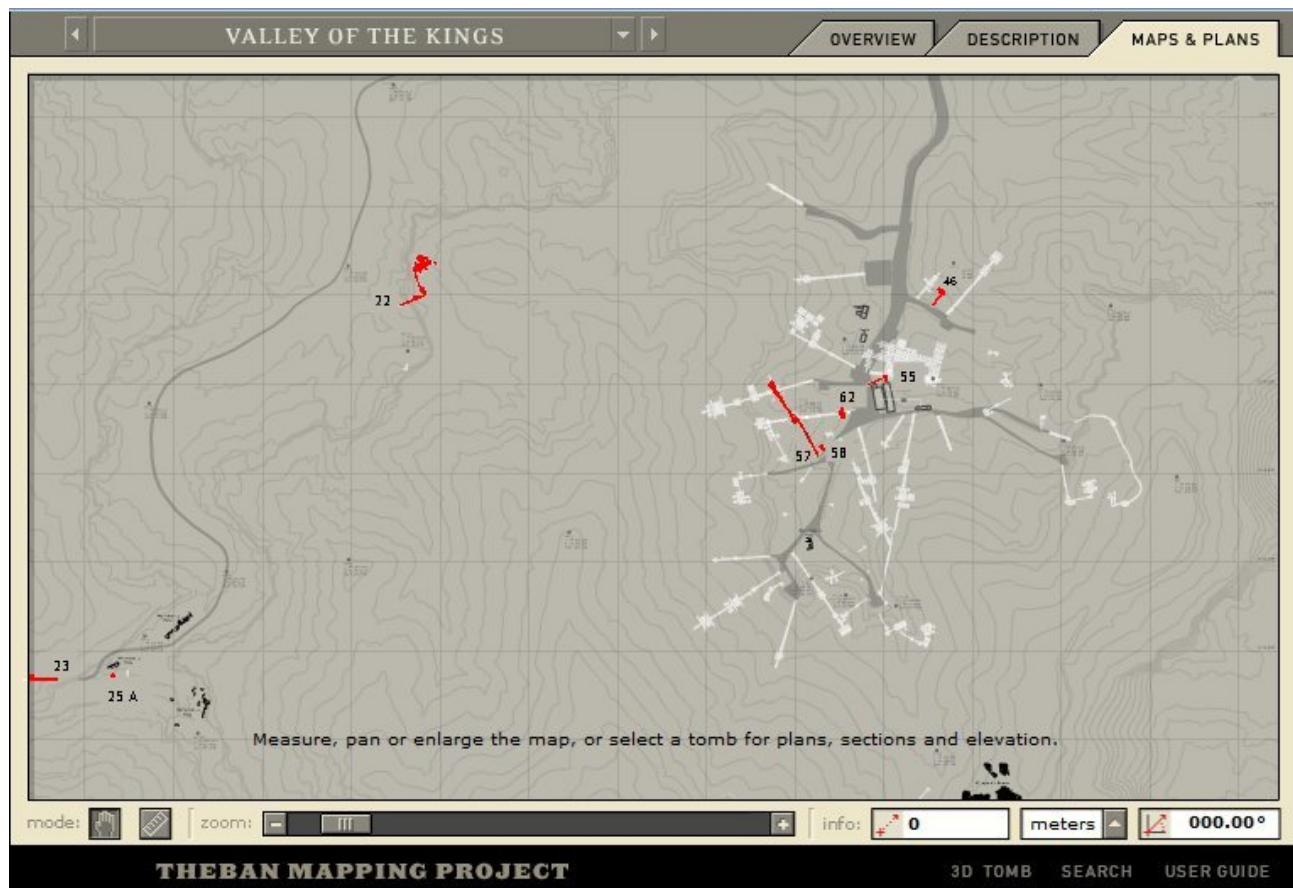 VALLEY OF THE KINGS
OVERVIEW
DESCRIPTION
MAPS & PLANS
22
46
55
62
57
58
23
25 A
Measure, pan or enlarge the map, or select a tomb for plans, sections and elevation.
mode:
zoom:
info:
0
meters
000.00°
THEBAN MAPPING PROJECT
3D TOMB
SEARCH
USER GUIDE